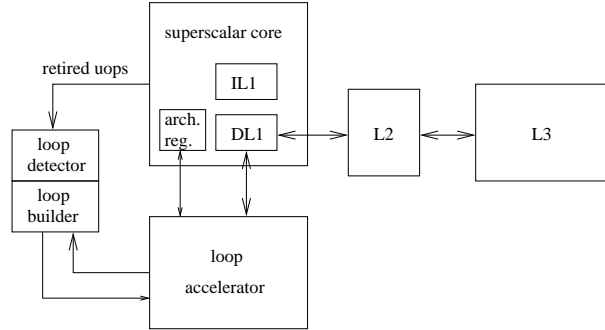 superscalar core
retired uops
IL1
arch.
reg.
DL1
L2
L3
loop
detector
loop
builder
loop
accelerator